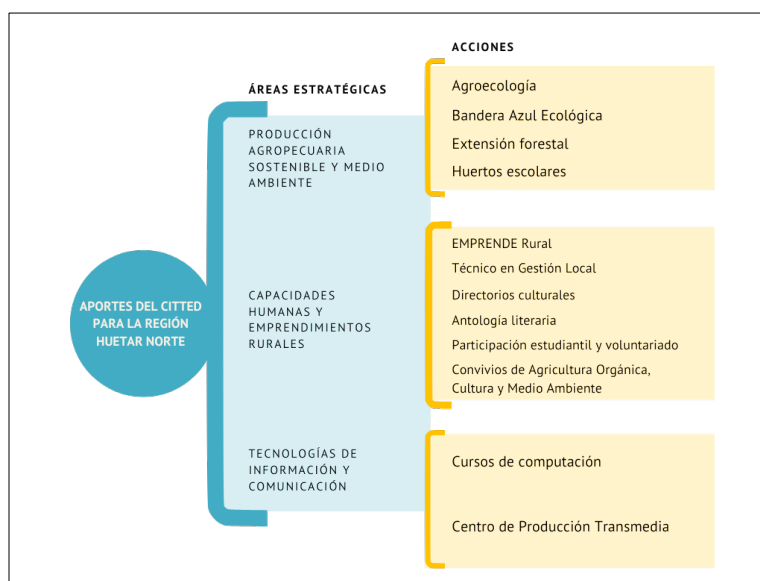 APORTES DEL CITTED
PARA LA REGIÓN
HUETAR NORTE
ÁREAS ESTRATÉGICAS
PRODUCCIÓN
AGROPECUARIA
SOSTENIBLE Y MEDIO
AMBIENTE
CAPACIDADES
HUMANAS Y
EMPRENDIMIENTOS
RURALES
TECNOLOGÍAS DE
INFORMACIÓN Y
COMUNICACIÓN
ACCIONES
Agroecología
Bandera Azul Ecológica
Extensión forestal
Huertos escolares
EMPRENDE Rural
Técnico en Gestión Local
Directorios culturales
Antología literaria
Participación estudiantil y voluntariado
Convivios de Agricultura Orgánica,
Cultura y Medio Ambiente
Cursos de computación
Centro de Producción Transmedia